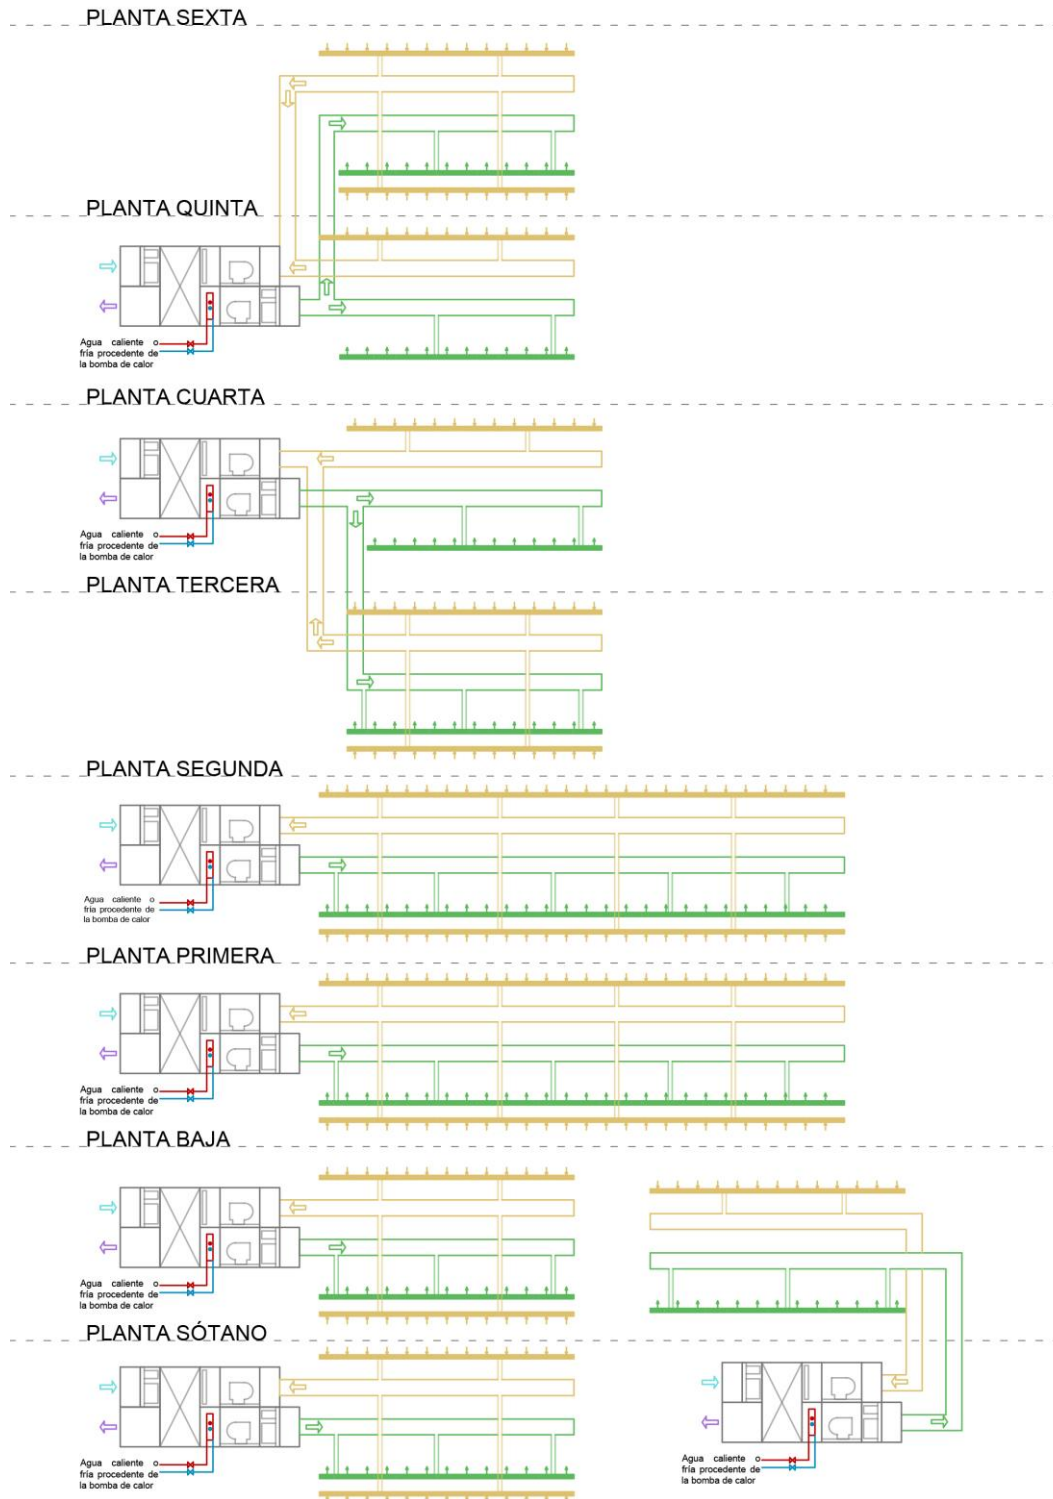 PLANTA SEXTA
PLANTA QUINTA
Agua caliente o
fría procedente de
la bomba de calor
PLANTA CUARTA
Agua caliente o
fría procedente de
la bomba de calor
PLANTA TERCERA
PLANTA SEGUNDA
Agua caliente o
fría procedente de
la bomba de calor
PLANTA PRIMERA
Agua caliente o
fría procedente de
la bomba de calor
PLANTA BAJA
Agua caliente o
fría procedente de
la bomba de calor
PLANTA SÓTANO
Agua caliente o
fría procedente de
la bomba de calor
Agua caliente o
fría procedente de
la bomba de calor